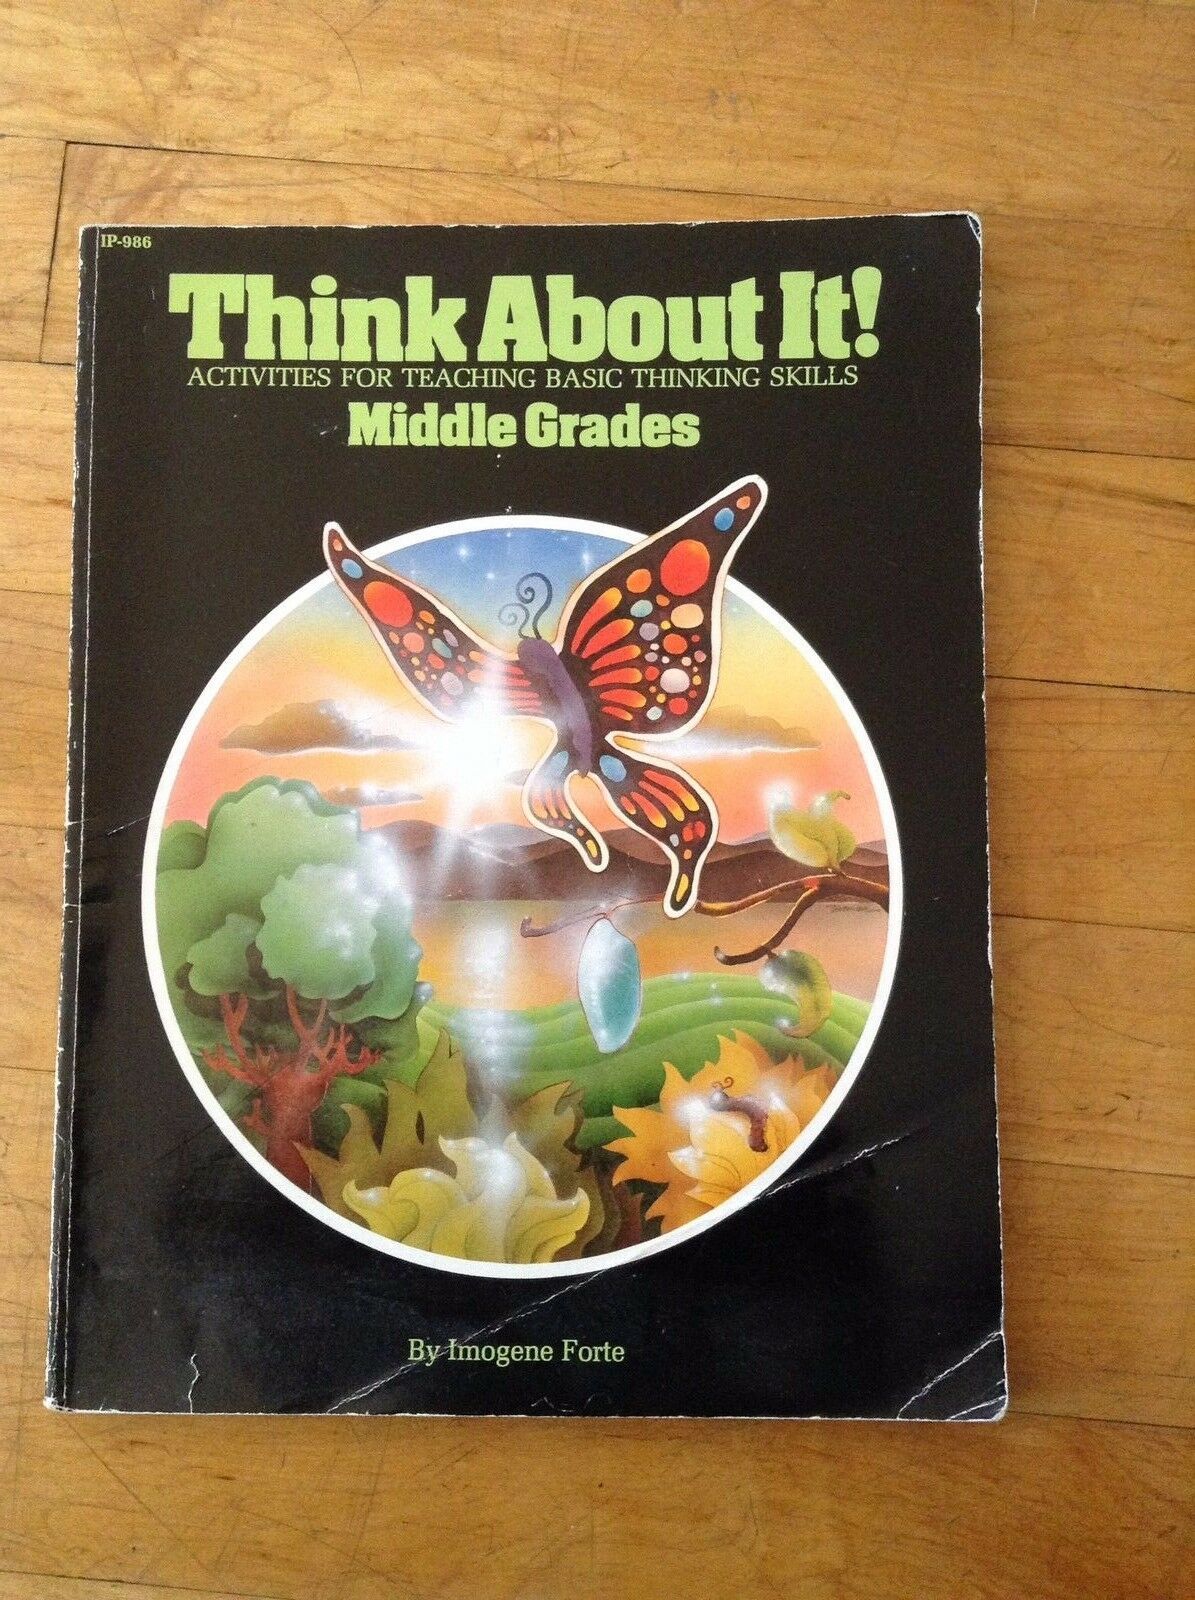 IP-986
Think About It!
ACTIVITIES FOR TEACHING BASIC THINKING SKILLS
Middle Grades
By Imogene Forte